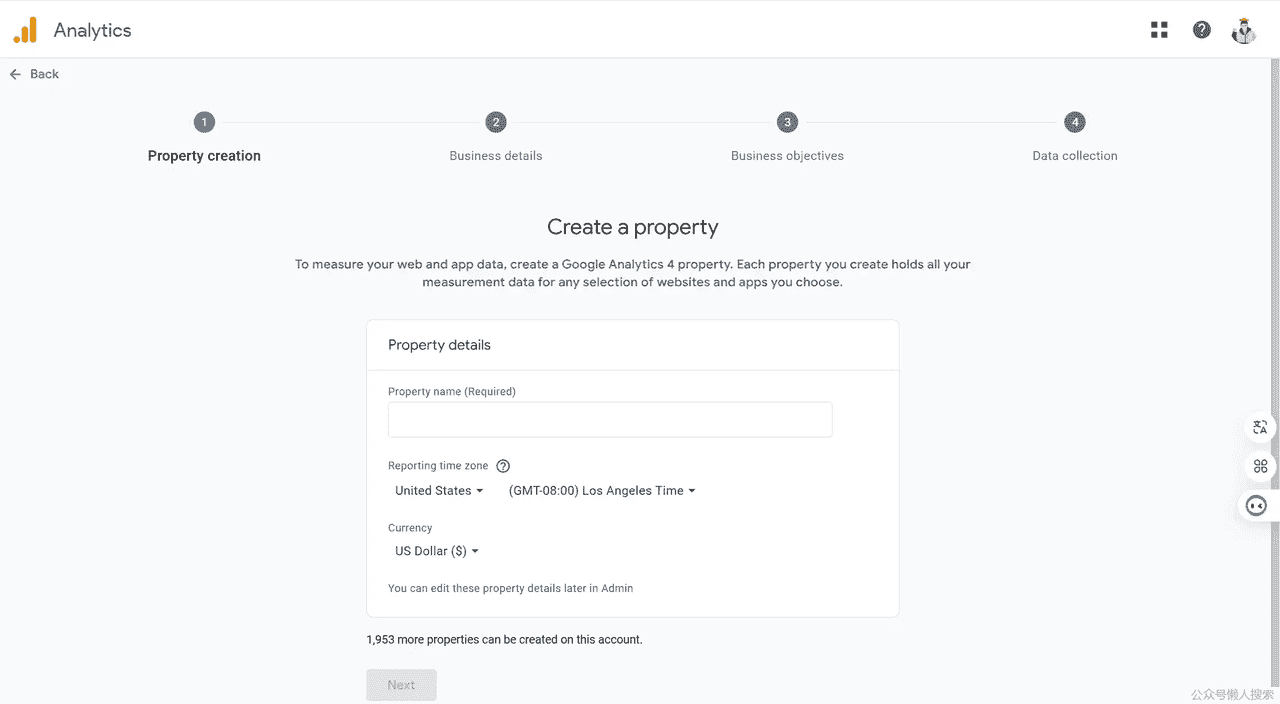 Analytics
Back
1
2
3
4
Property creation
Business details
Business objectives
Data collection
Create a property
To measure your web and app data, create a Google Analytics 4 property. Each property you create holds all your
measurement data for any selection of websites and apps you choose.
Property details
Property name (Required)
Reporting time zone
United States
(GMT-08:00) Los Angeles Time
Currency
US Dollar ($)
You can edit these property details later in Admin
1,953 more properties can be created on this account.
Next
公众号懒人搜索